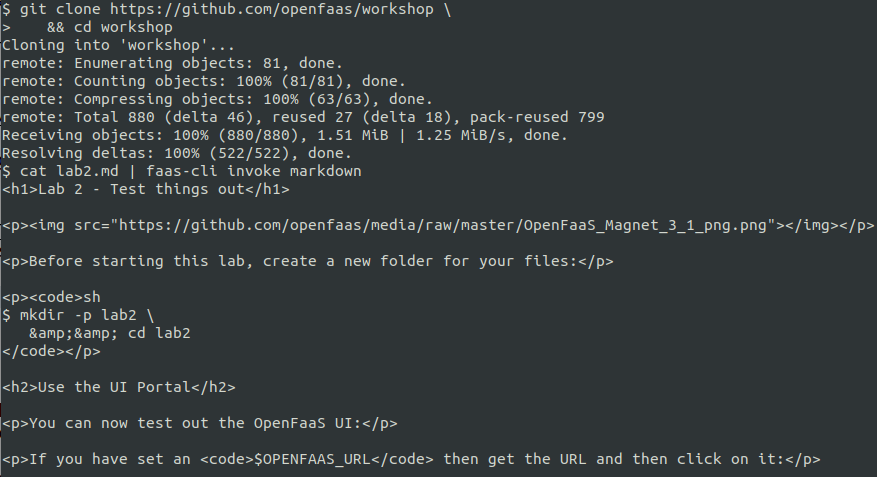 $ git clone https://github.com/openfaas/workshop \
>    && cd workshop
Cloning into 'workshop'...
remote: Enumerating objects: 81, done.
remote: Counting objects: 100% (81/81), done.
remote: Compressing objects: 100% (63/63), done.
remote: Total 880 (delta 46), reused 27 (delta 18), pack-reused 799
Receiving objects: 100% (880/880), 1.51 MiB | 1.25 MiB/s, done.
Resolving deltas: 100% (522/522), done.
$ cat lab2.md | faas-cli invoke markdown
<h1>Lab 2 - Test things out</h1>
<p><img src="https://github.com/openfaas/media/raw/master/OpenFaaS_Magnet_3_1_png.png"></img></p>
<p>Before starting this lab, create a new folder for your files:</p>
<p><code>sh
$ mkdir -p lab2 \
   &amp;&amp; cd lab2
</code></p>
<h2>Use the UI Portal</h2>
<p>You can now test out the OpenFaaS UI:</p>
<p>If you have set an <code>$OPENFAAS_URL</code> then get the URL and then click on it:</p>